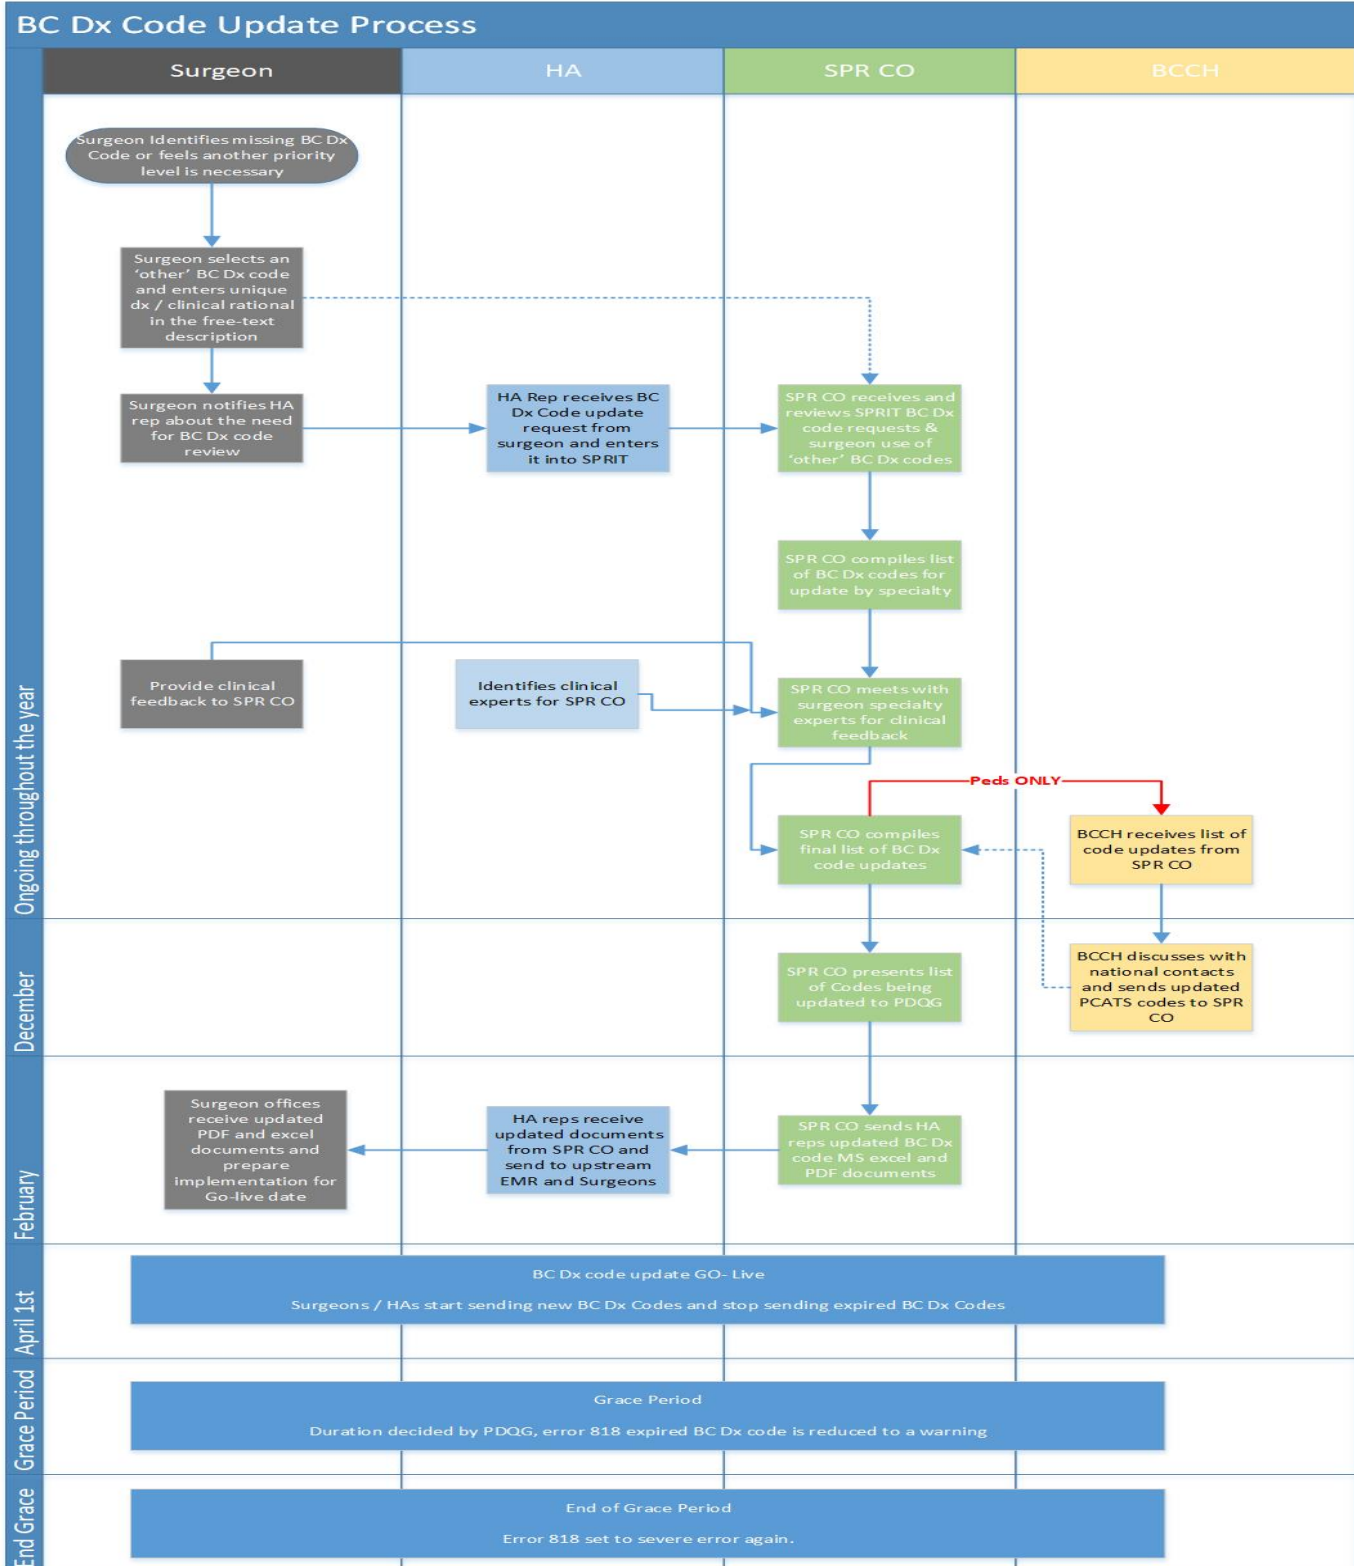 BC Dx Code Update Process
Surgeon
HA
SPR CO
BCCH
Ongoing throughout the year
Surgeon Identifies missing BC Dx
Code or feels another priority
level is necessary
Surgeon selects an
‘other’ BC Dx code
and enters unique
dx / clinical rational
in the free-text
description
Surgeon notifies HA
rep about the need
for BC Dx code
review
HA Rep receives BC
Dx Code update
request from
surgeon and enters
it into SPRIT
SPR CO receives and
reviews SPRIT BC Dx
code requests &
surgeon use of
‘other’ BC Dx codes
SPR CO compiles list
of BC Dx codes for
update by specialty
Provide clinical
feedback to SPR CO
Identifies clinical
experts for SPR CO
SPR CO meets with
surgeon specialty
experts for clinical
feedback
Peds ONLY
SPR CO compiles
final list of BC Dx
code updates
BCCH receives list of
code updates from
SPR CO
December
SPR CO presents list
of Codes being
updated to PDQG
BCCH discusses with
national contacts
and sends updated
PCATS codes to SPR
CO
February
Surgeon offices
receive updated
PDF and excel
documents and
prepare
implementation for
Go-live date
HA reps receive
updated documents
from SPR CO and
send to upstream
EMR and Surgeons
SPR CO sends HA
reps updated BC Dx
code MS excel and
PDF documents
April 1st
BC Dx code update GO- Live
Surgeons / HAs start sending new BC Dx Codes and stop sending expired BC Dx Codes
Grace Period
Grace Period
Duration decided by PDQG, error 818 expired BC Dx code is reduced to a warning
End Grace
End of Grace Period
Error 818 set to severe error again.